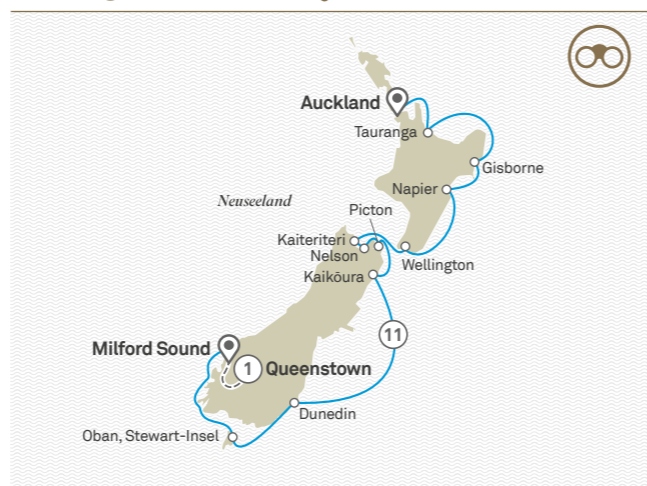 Auckland
Tauranga
Gisborne
Napier
Neuseeland
Picton
Kaiteriteri
Nelson
Wellington
Kaikōura
11
Milford Sound
1 Queenstown
Dunedin
Oban, Stewart-Insel